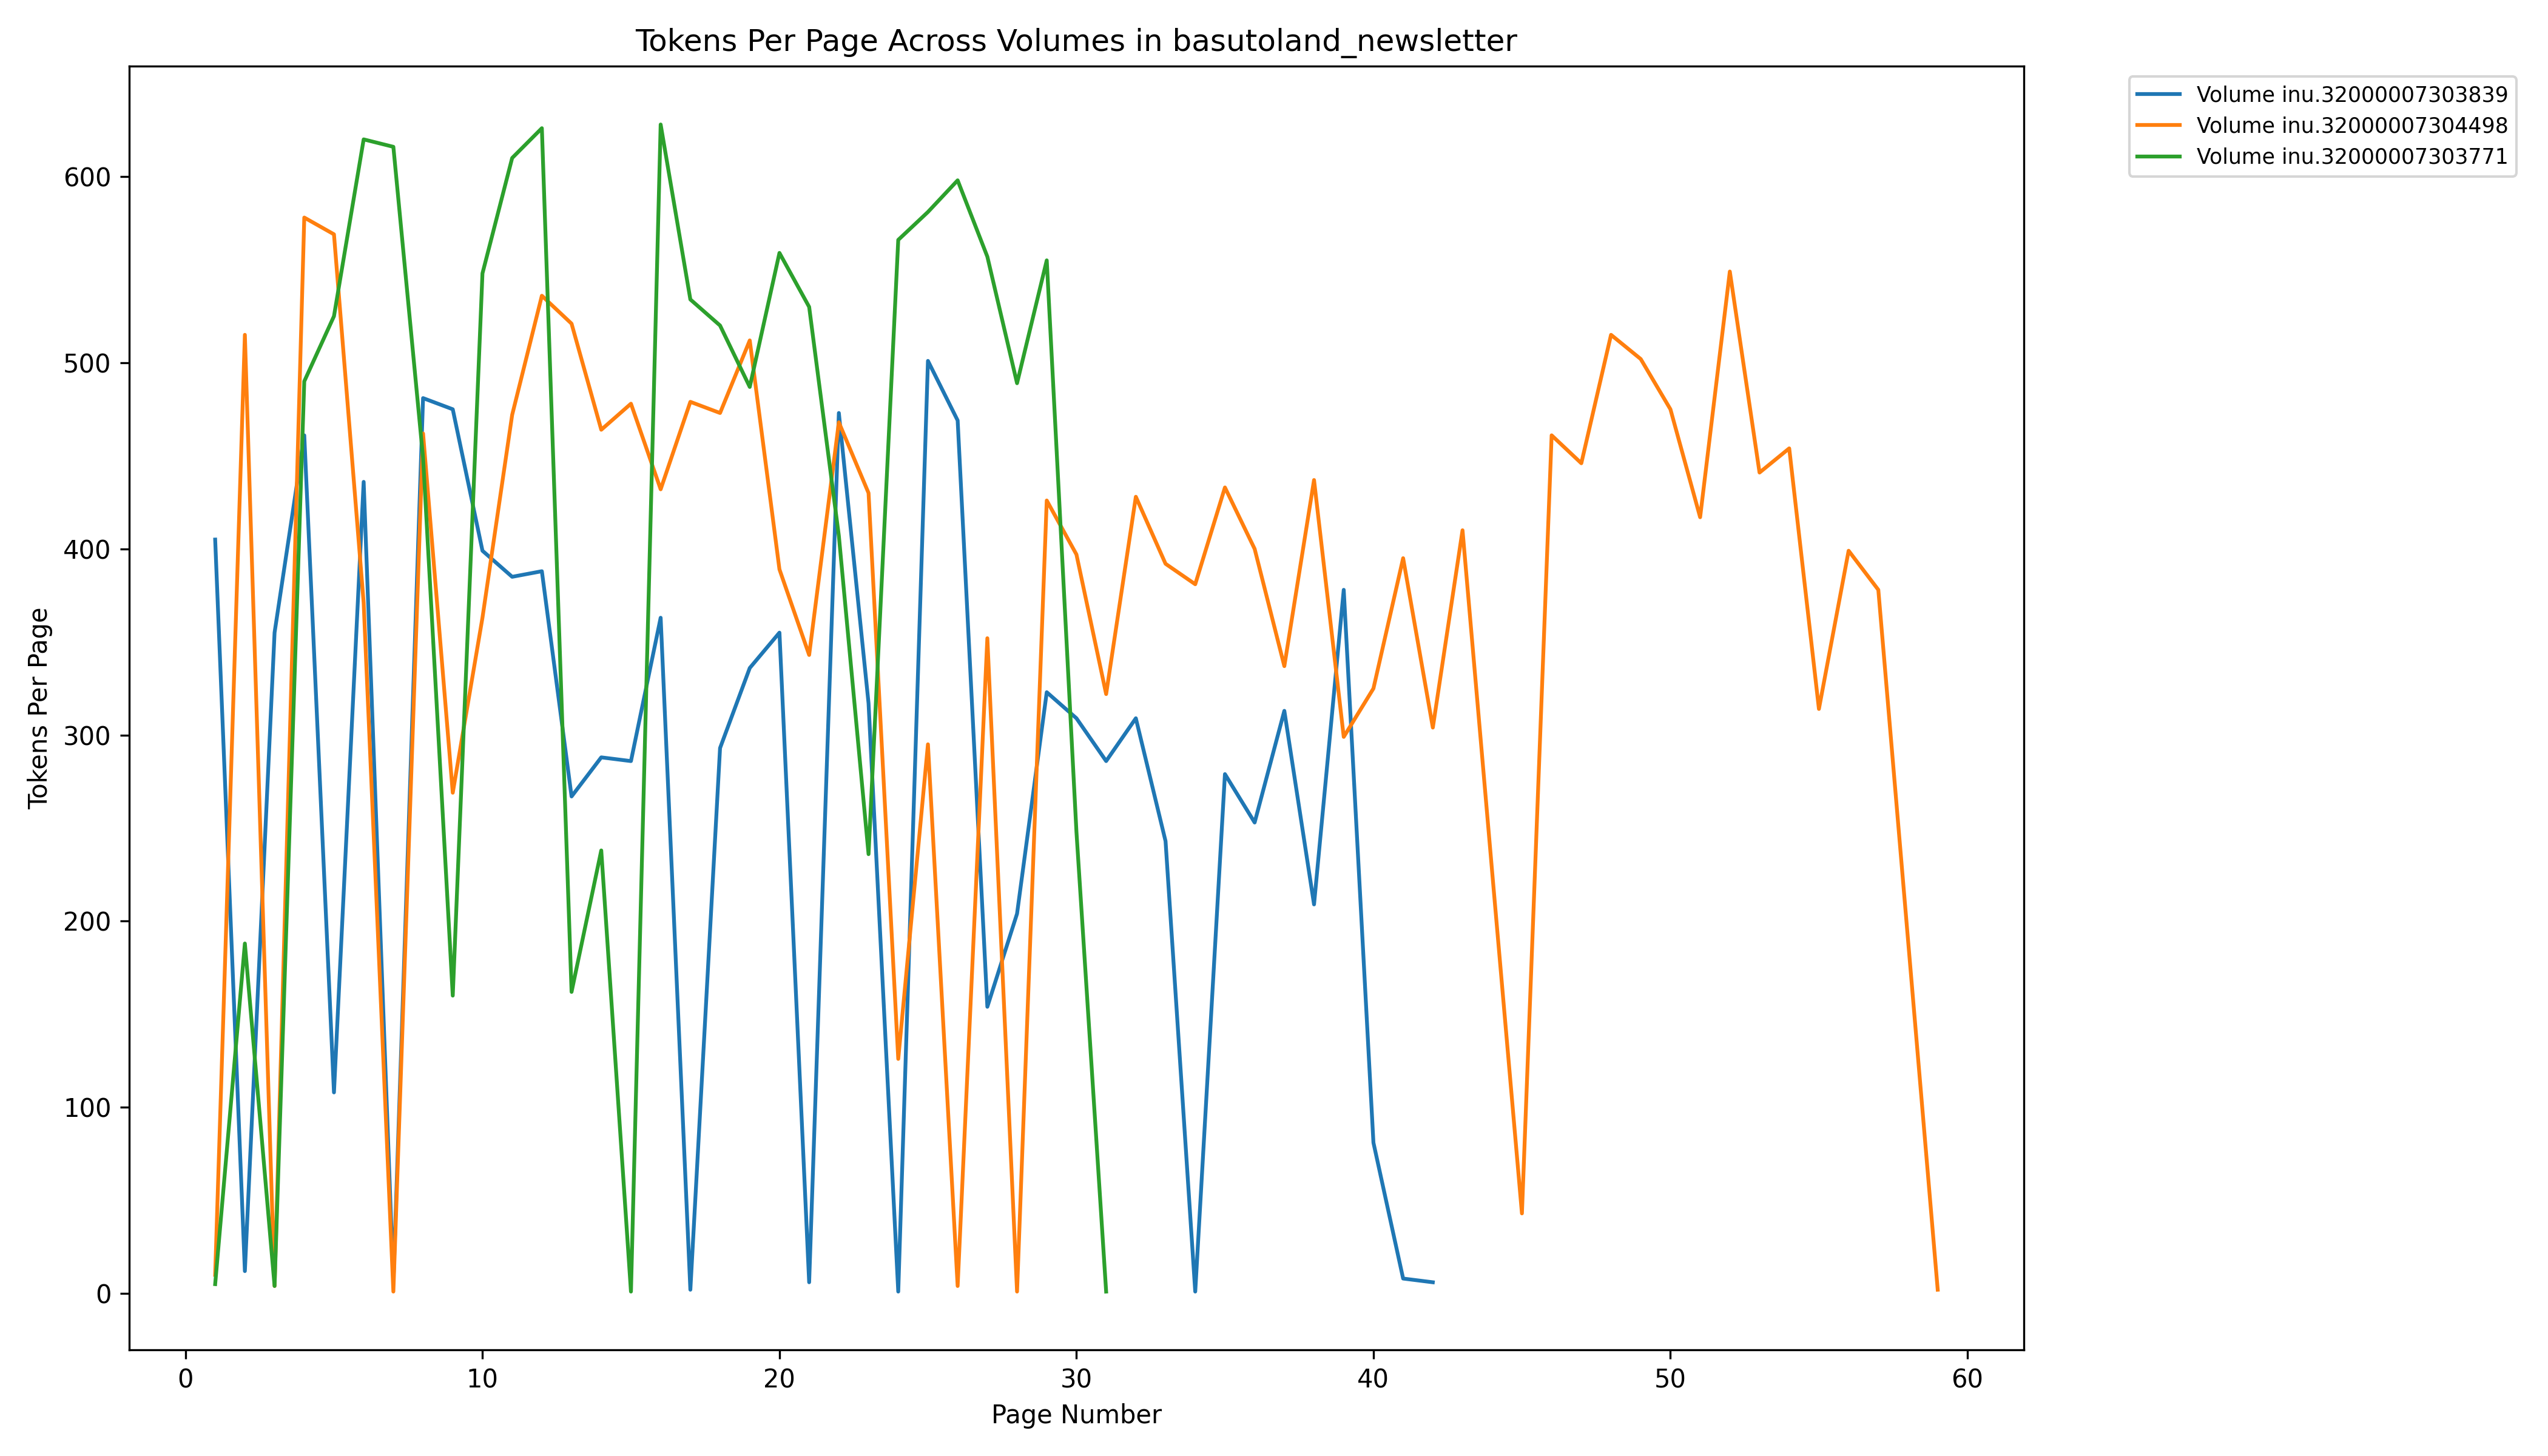 Tokens Per Page Across Volumes in basutoland_newsletter
Volume inu.32000007303839
Volume inu.32000007304498
Volume inu.32000007303771
600
500
400
300
200
100
0
Tokens Per Page
0 10 20 30 40 50 60
Page Number